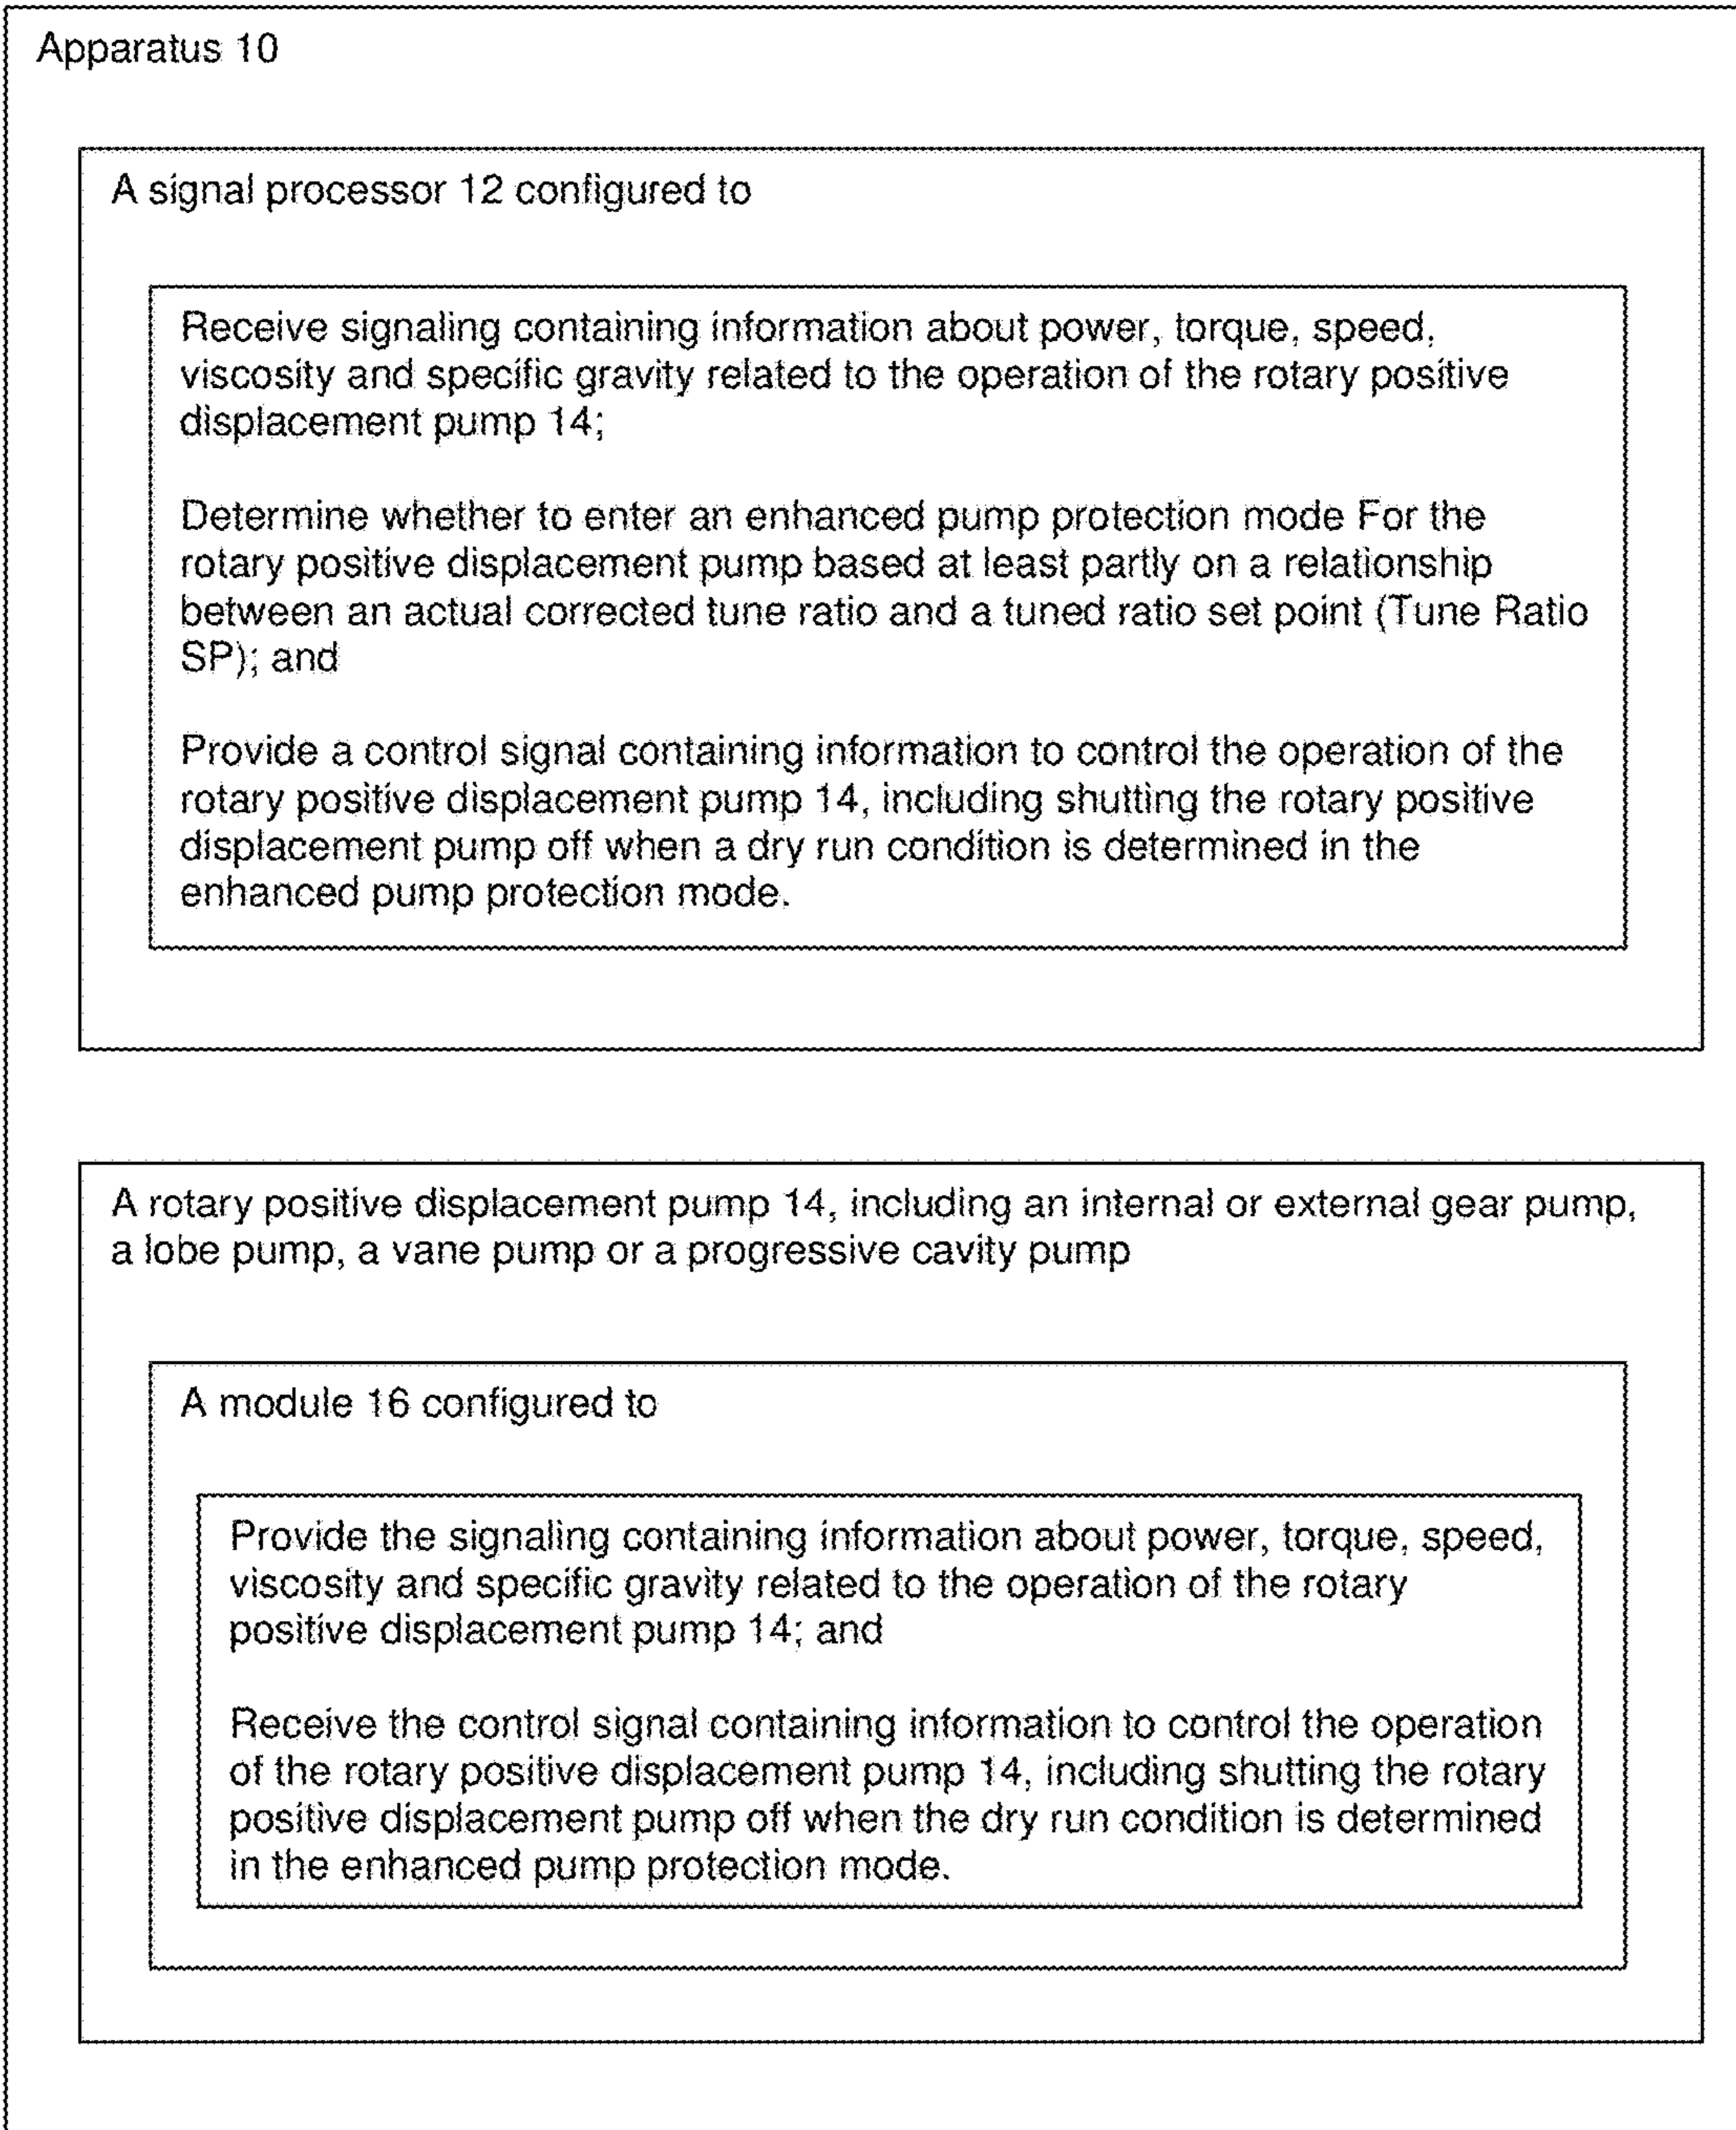 Apparatus 10
A signal processor 12 configured to
Receive signaling containing information about power, torque, speed,
viscosity and specific gravity related to the operation of the rotary positive
displacement pump 14;
Determine whether to enter an enhanced pump protection mode For the
rotary positive displacement pump based at least partly on a relationship
between an actual corrected tune ratio and a tuned ratio set point (Tune Ratio
SP); and
Provide a control signal containing information to control the operation of the
rotary positive displacement pump 14, including shutting the rotary positive
displacement pump off when a dry run condition is determined in the
enhanced pump protection mode.
A rotary positive displacement pump 14, including an internal or external gear pump,
a lobe pump, a vane pump or a progressive cavity pump
A module 16 configured to
Provide the signaling containing information about power, torque, speed,
viscosity and specific gravity related to the operation of the rotary
positive displacement pump 14; and
Receive the control signal containing information to control the operation
of the rotary positive displacement pump 14, including shutting the rotary
positive displacement pump off when the dry run condition is determined
in the enhanced pump protection mode.